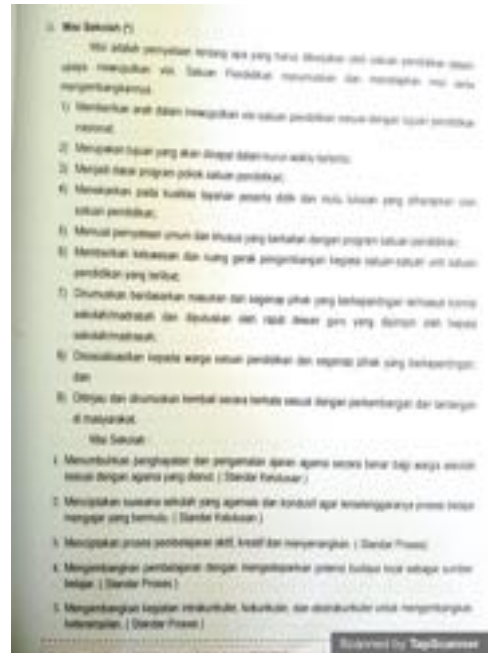 Misi Sekolah (*)
Misi adalah pernyataan tentang apa yang harus dikerjakan oleh satuan pendidikan dalam
upaya mewujudkan visi. Satuan Pendidikan merumuskan dan menetapkan misi serta
mengembangkannya.
1) Memberikan arah dalam mewujudkan visi satuan pendidikan sesuai dengan tujuan pendidikan
nasional;
2) Merupakan tujuan yang akan dicapai dalam kurun waktu tertentu;
3) Menjadi dasar program pokok satuan pendidikan;
4) Menekankan pada kualitas layanan peserta didik dan mutu lulusan yang diharapkan oleh
satuan pendidikan;
5) Memuat pernyataan umum dan khusus yang berkaitan dengan program satuan pendidikan;
6) Memberikan keluwesan dan ruang gerak pengembangan kegiatan satuan-satuan unit satuan
pendidikan yang terlibat;
7) Dirumuskan berdasarkan masukan dari segenap pihak yang berkepentingan termasuk komite
sekolah/madrasah dan diputuskan oleh rapat dewan guru yang dipimpin oleh kepala
sekolah/madrasah;
8) Disosialisasikan kepada warga satuan pendidikan dan segenap pihak yang berkepentingan;
dan
9) Ditinjau dan dirumuskan kembali secara berkala sesuai dengan perkembangan dan tantangan
di masyarakat.
Misi Sekolah :
1. Menumbuhkan penghayatan dan pengamalan ajaran agama secara benar bagi warga sekolah
sesuai dengan agama yang dianut. ( Standar Kelulusan )
2. Menciptakan suasana sekolah yang agamais dan kondusif agar terselenggaranya proses belajar
mengajar yang bermutu. ( Standar Kelulusan )
3. Menciptakan proses pembelajaran aktif, kreatif dan menyenangkan. ( Standar Proses)
4. Mengembangkan pembelajaran dengan mengedepankan potensi budaya lokal sebagai sumber
belajar. ( Standar Proses )
5. Mengembangkan kegiatan intrakurikuler, kokurikuler, dan ekstrakurikuler untuk mengembangkan
keterampilan. ( Standar Proses )
Scanned by TapScanner